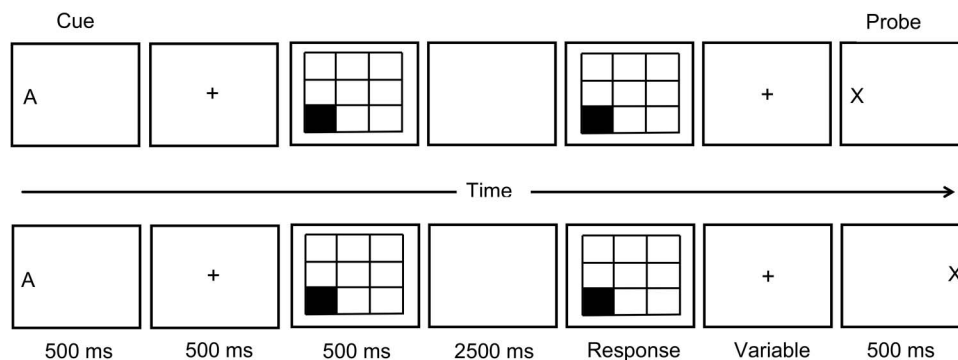 Cue Probe
A + + X
Time
A + + X
500 ms 500 ms 500 ms 2500 ms Response Variable 500 ms